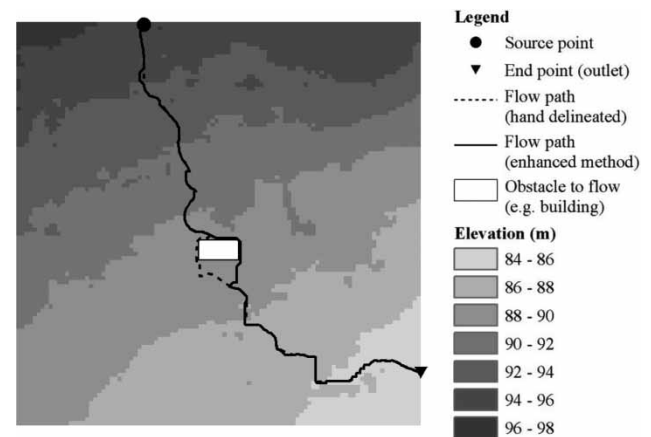 Legend
Source point
End point (outlet)
Flow path
(hand delineated)
Flow path
(enhanced method)
Obstacle to flow
(e.g. building)
Elevation (m)
84 - 86
86 - 88
88 - 90
90 - 92
92 - 94
94 - 96
96 - 98